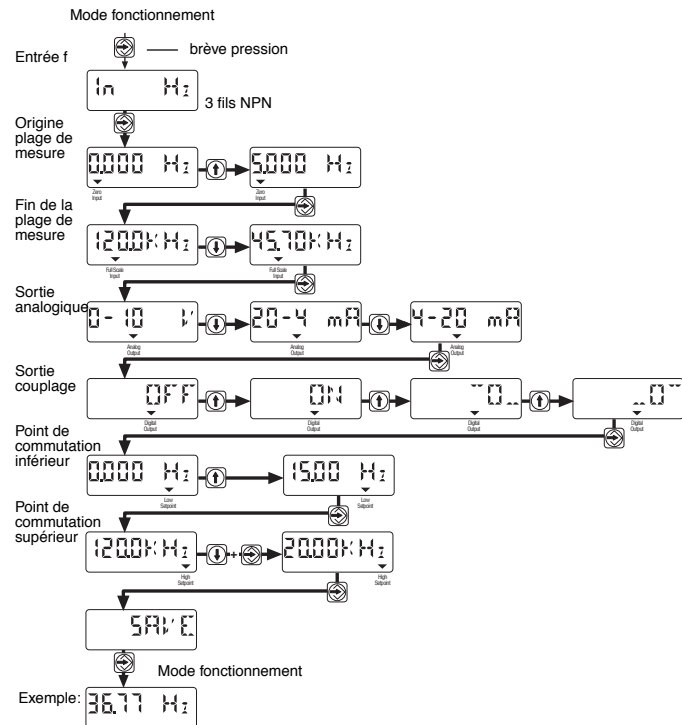 Mode fonctionnement
brève pression
Entrée f
In Hz
3 fils NPN
Origine
plage de
mesure
0.000 Hz
5.000 Hz
Zero
Input
Zero
Input
Fin de la
plage de
mesure
120.0KHz
45.70KHz
Full Scale
Input
Full Scale
Input
Sortie
analogique
0-10 V
20-4 mA
4-20 mA
Analog
Output
Analog
Output
Analog
Output
Sortie
couplage
OFF
ON
‾O_
_O‾
Digital
Output
Digital
Output
Digital
Output
Digital
Output
Point de
commutation
inférieur
0.000 Hz
15.00 Hz
Low
Setpoint
Low
Setpoint
Point de
commutation
supérieur
120.0KHz
+
20.00KHz
High
Setpoint
High
Setpoint
SAVE
Mode fonctionnement
Exemple:
36.77 Hz